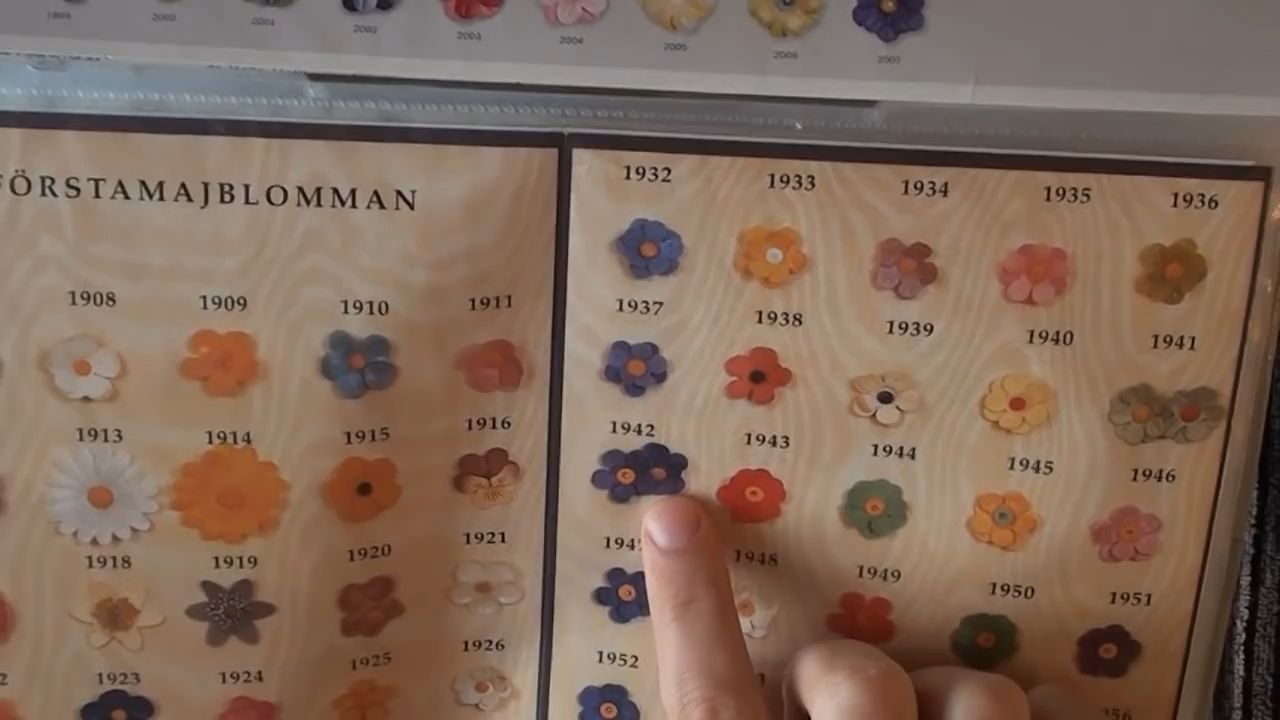 1989 2000 2001 2002 2003 2004 2005 2006 2007
FÖRSTAMAJBLOMMAN
1908 1909 1910 1911
1913 1914 1915 1916
1918 1919 1920 1921
1923 1924 1925 1926
1932 1933 1934 1935 1936
1937 1938 1939 1940 1941
1942 1943 1944 1945 1946
1948 1949 1950 1951
1952